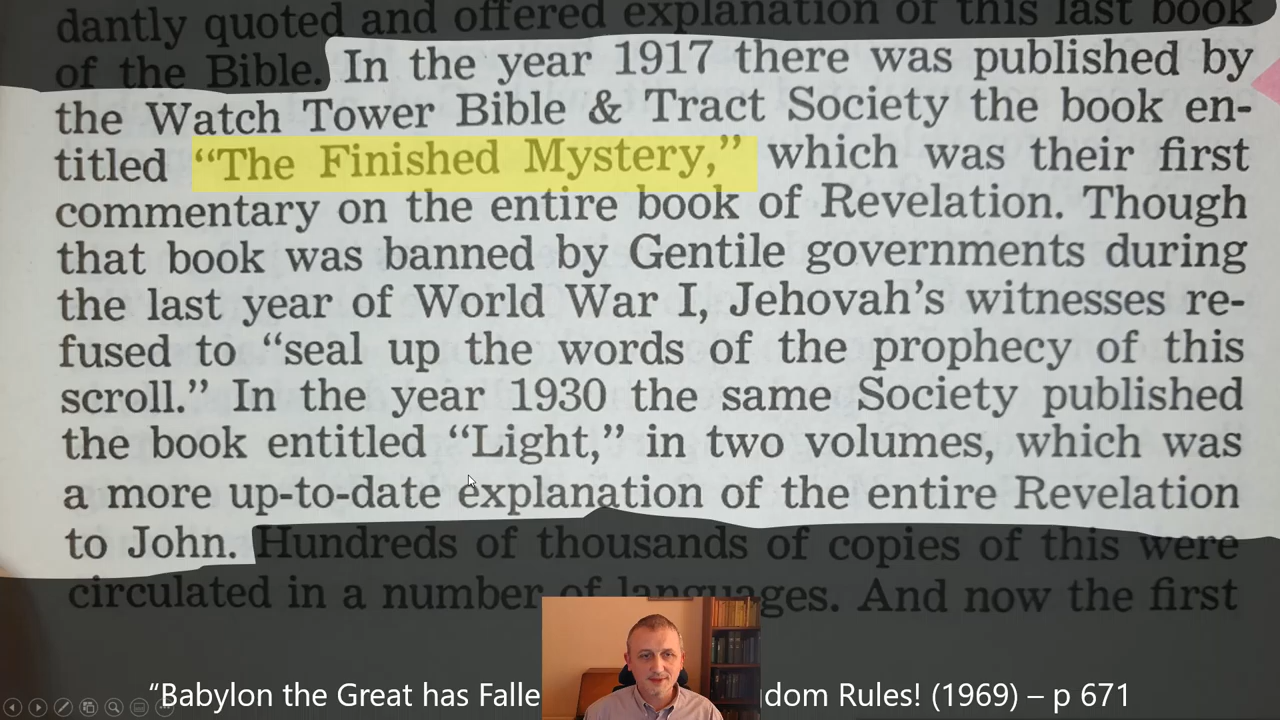 dantly quoted and offered explanation of this last book
of the Bible. In the year 1917 there was published by
the Watch Tower Bible & Tract Society the book en-
titled “The Finished Mystery,” which was their first
commentary on the entire book of Revelation. Though
that book was banned by Gentile governments during
the last year of World War I, Jehovah’s witnesses re-
fused to “seal up the words of the prophecy of this
scroll.” In the year 1930 the same Society published
the book entitled “Light,” in two volumes, which was
a more up-to-date explanation of the entire Revelation
to John. Hundreds of thousands of copies of this were
circulated in a number of languages. And now the first
“Babylon the Great has Falle dom Rules! (1969) – p 671